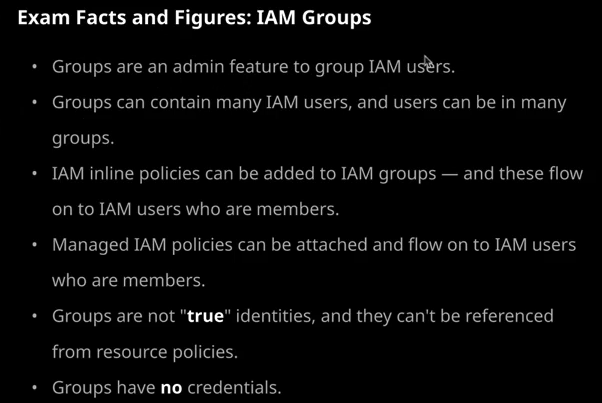 Exam Facts and Figures: IAM Groups
• Groups are an admin feature to group IAM users.
• Groups can contain many IAM users, and users can be in many
groups.
• IAM inline policies can be added to IAM groups — and these flow
on to IAM users who are members.
• Managed IAM policies can be attached and flow on to IAM users
who are members.
• Groups are not "true" identities, and they can't be referenced
from resource policies.
• Groups have no credentials.